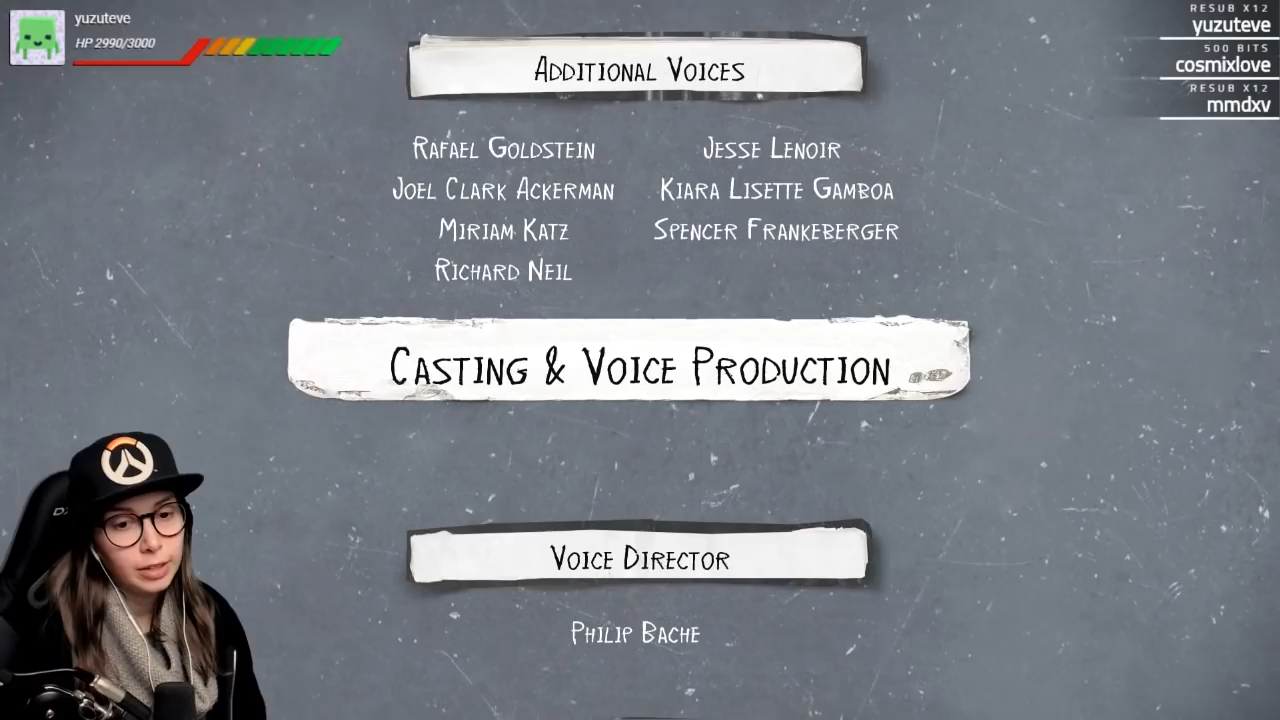 yuzuteve
HP 2990/3000
RESUB X12
yuzuteve
500 BITS
cosmixlove
RESUB X12
mmdxv
ADDITIONAL VOICES
RAFAEL GOLDSTEIN
JESSE LENOIR
JOEL CLARK ACKERMAN
KIARA LISETTE GAMBOA
MIRIAM KATZ
SPENCER FRANKEBERGER
RICHARD NEIL
CASTING & VOICE PRODUCTION
VOICE DIRECTOR
PHILIP BACHE